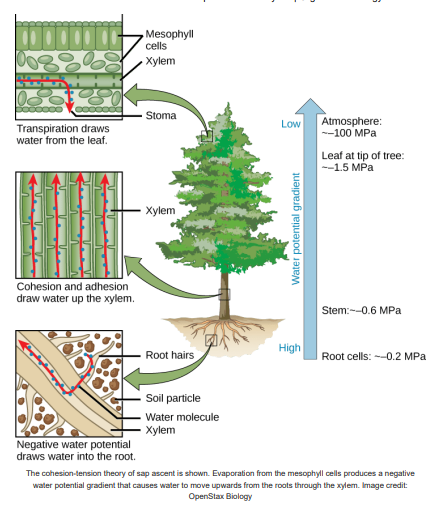 Mesophyll
cells
Xylem
Stoma
Transpiration draws
water from the leaf.
Xylem
Cohesion and adhesion
draw water up the xylem.
Root hairs
Soil particle
Water molecule
Xylem
Negative water potential
draws water into the root.
Low
Water potential gradient
High
Atmosphere:
~–100 MPa
Leaf at tip of tree:
~–1.5 MPa
Stem:~–0.6 MPa
Root cells: ~–0.2 MPa
The cohesion-tension theory of sap ascent is shown. Evaporation from the mesophyll cells produces a negative
water potential gradient that causes water to move upwards from the roots through the xylem. Image credit:
OpenStax Biology